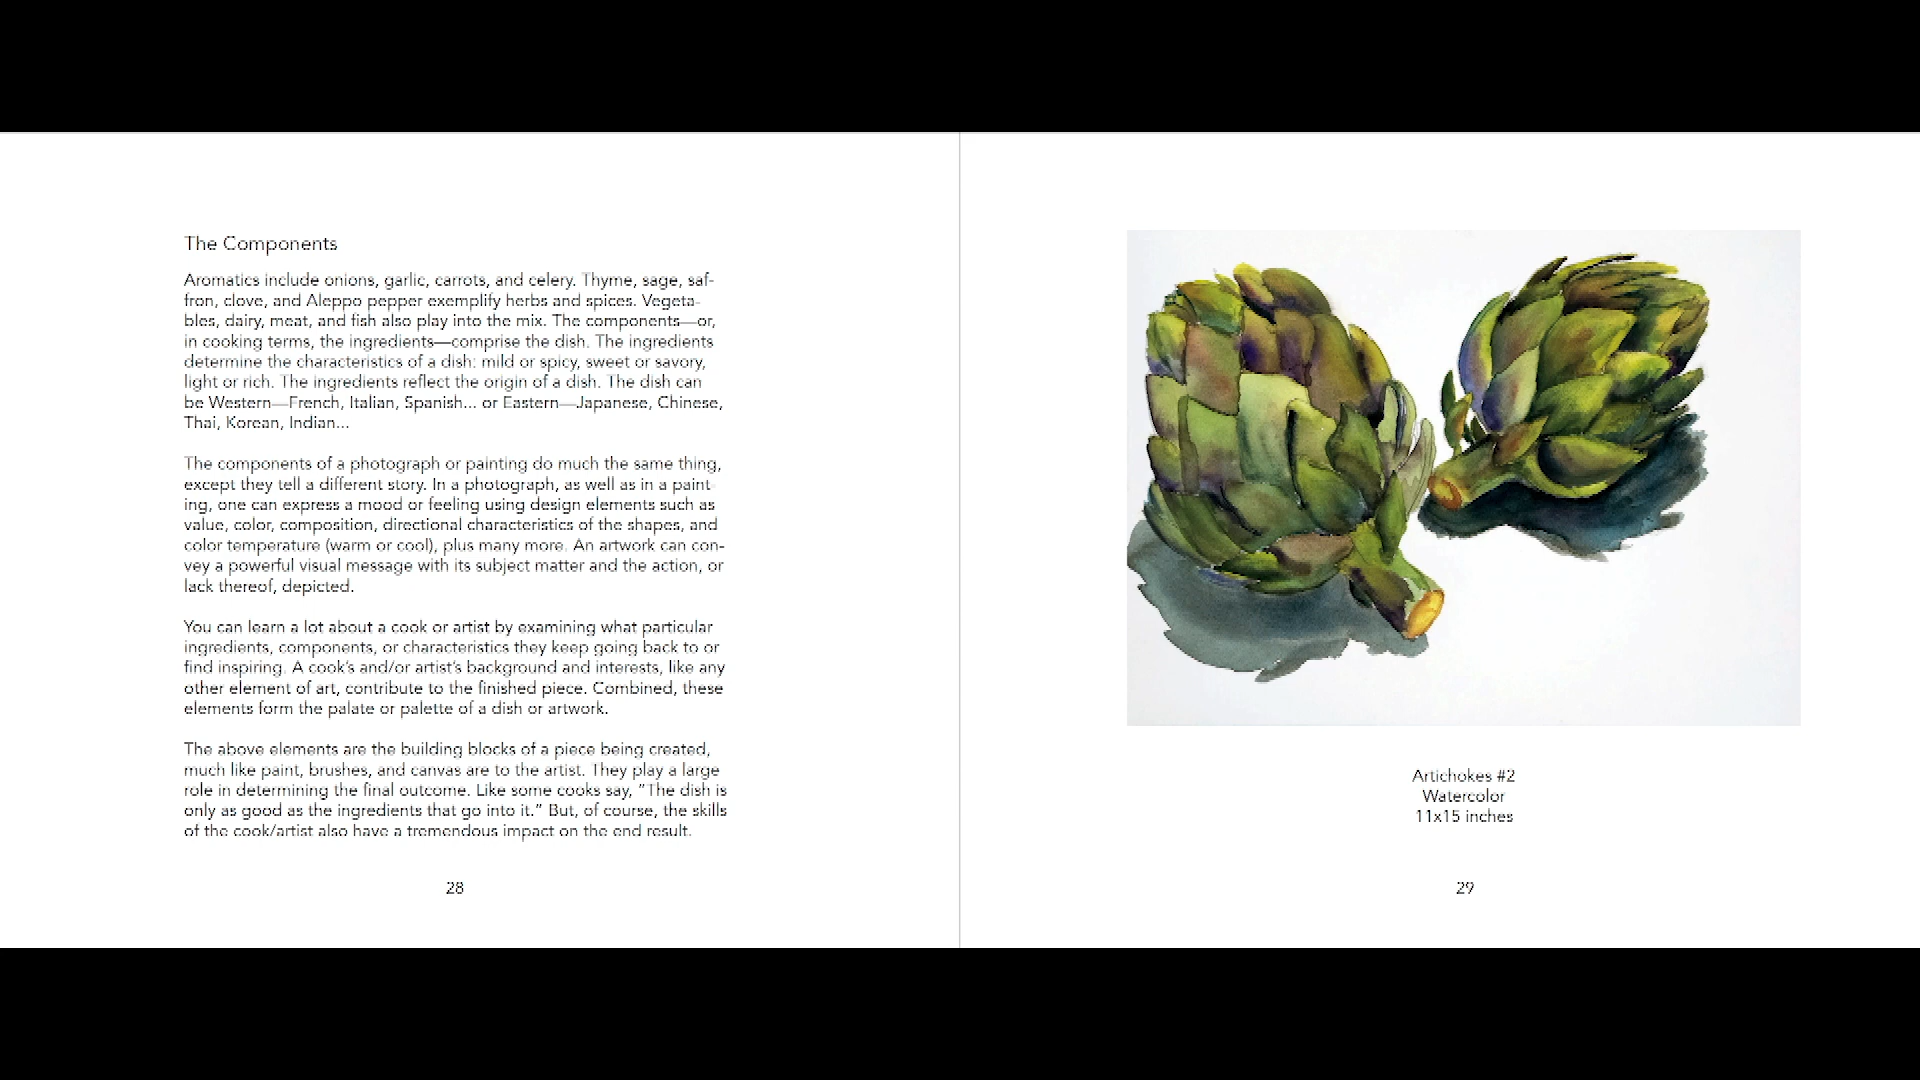 The Components
Aromatics include onions, garlic, carrots, and celery. Thyme, sage, saf-
fron, clove, and Aleppo pepper exemplify herbs and spices. Vegeta-
bles, dairy, meat, and fish also play into the mix. The components—or,
in cooking terms, the ingredients—comprise the dish. The ingredients
determine the characteristics of a dish: mild or spicy, sweet or savory,
light or rich. The ingredients reflect the origin of a dish. The dish can
be Western—French, Italian, Spanish... or Eastern—Japanese, Chinese,
Thai, Korean, Indian...
The components of a photograph or painting do much the same thing,
except they tell a different story. In a photograph, as well as in a paint-
ing, one can express a mood or feeling using design elements such as
value, color, composition, directional characteristics of the shapes, and
color temperature (warm or cool), plus many more. An artwork can con-
vey a powerful visual message with its subject matter and the action, or
lack thereof, depicted.
You can learn a lot about a cook or artist by examining what particular
ingredients, components, or characteristics they keep going back to or
find inspiring. A cook's and/or artist's background and interests, like any
other element of art, contribute to the finished piece. Combined, these
elements form the palate or palette of a dish or artwork.
The above elements are the building blocks of a piece being created,
much like paint, brushes, and canvas are to the artist. They play a large
role in determining the final outcome. Like some cooks say, "The dish is
only as good as the ingredients that go into it." But, of course, the skills
of the cook/artist also have a tremendous impact on the end result.
28
Artichokes #2
Watercolor
11x15 inches
29